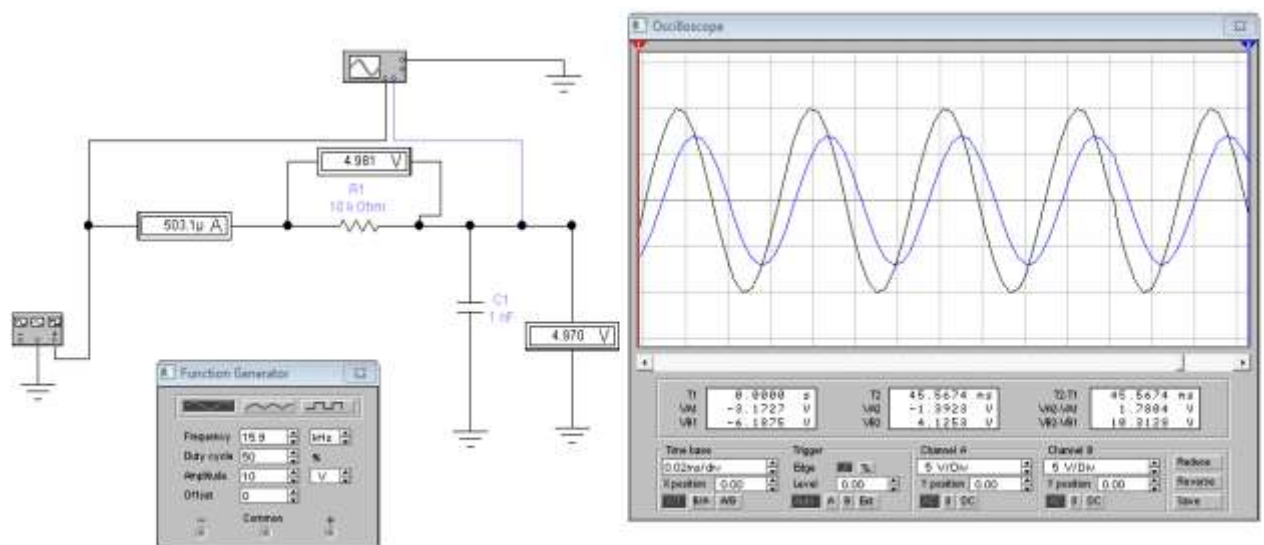 Oscilloscope
4.981 V
R1
10 k Ohm
503.1µ A
C1
1 nF
4.970 V
Function Generator
Frequency 15.9 kHz
Duty cycle 50 %
Amplitude 10 V
Offset 0
- Common +
T1 0.0000 s
VA1 -3.1727 V
VB1 -6.1875 V
T2 45.5674 ms
VA2 -1.3923 V
VB2 4.1253 V
T2-T1 45.5674 ms
VA2-VA1 1.7804 V
VB2-VB1 10.3128 V
Time base
0.02ms/div
X position 0.00
Y/T B/A A/B
Trigger
Edge
Level 0.00
Auto A B Ext
Channel A
5 V/Div
Y position 0.00
AC 0 DC
Channel B
5 V/Div
Y position 0.00
AC 0 DC
Reduce
Reverse
Save